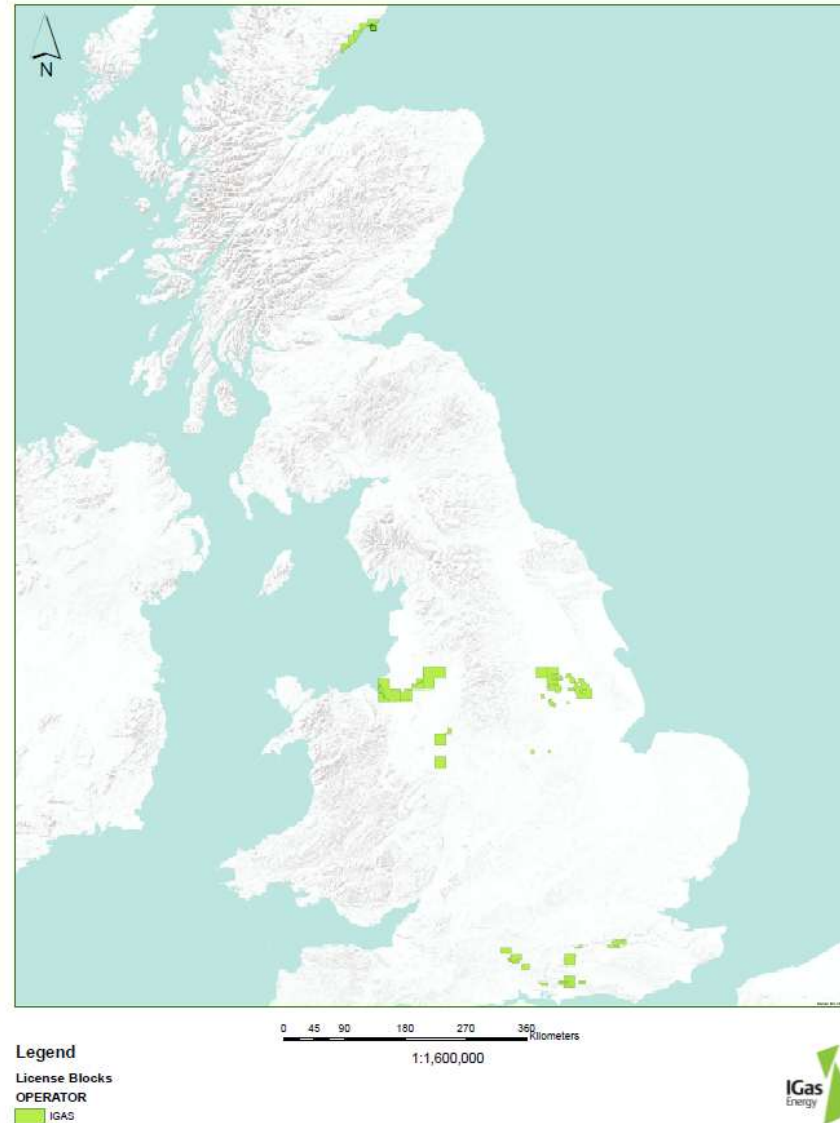 N
0 45 90 180 270 360
Kilometers
1:1,600,000
Legend
License Blocks
OPERATOR
IGAS
IGas
Energy